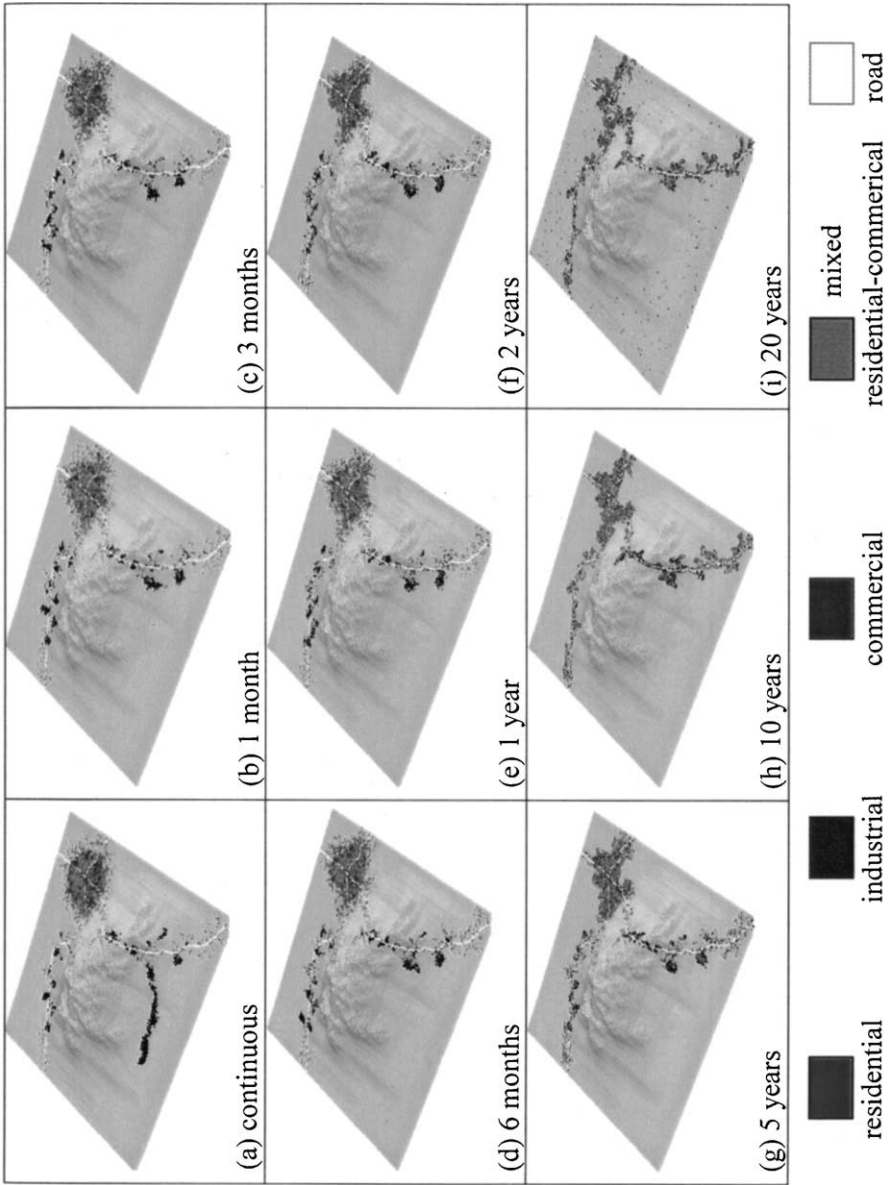 (a) continuous
(b) 1 month
(c) 3 months
(d) 6 months
(e) 1 year
(f) 2 years
(g) 5 years
(h) 10 years
(i) 20 years
residential
industrial
commercial
mixed
residential-commerical
road